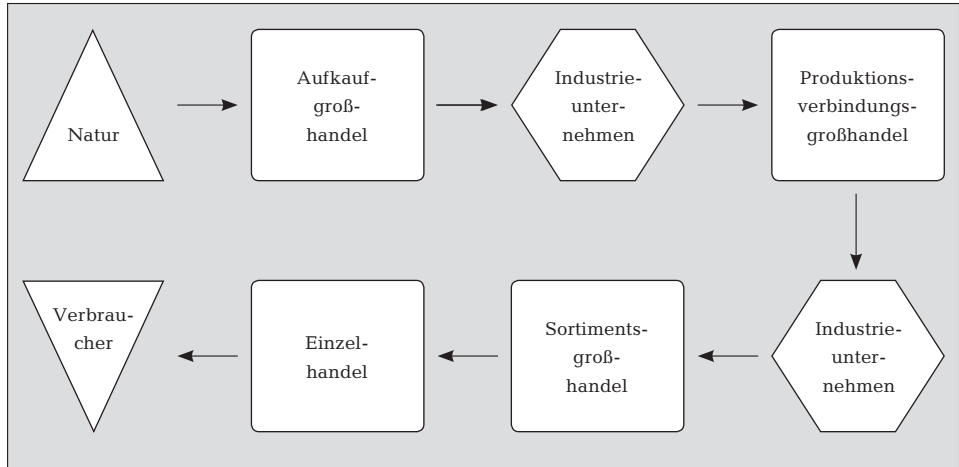 Natur
Aufkauf-
groß-
handel
Industrie-
unter-
nehmen
Produktions-
verbindungs-
großhandel
Industrie-
unter-
nehmen
Sortiments-
groß-
handel
Einzel-
handel
Verbrau-
cher